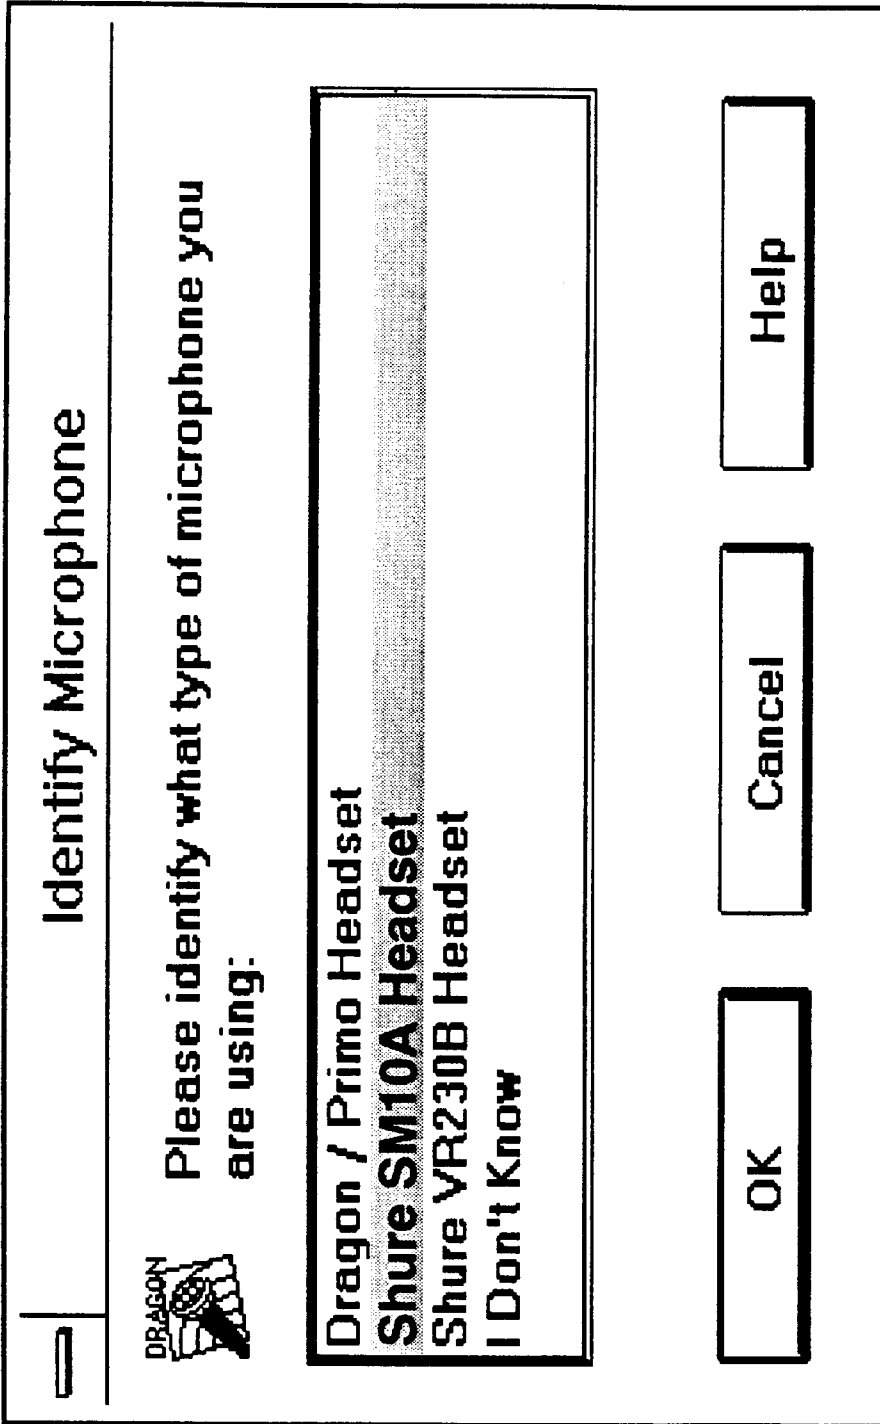 Identify Microphone
DRAGON
Please identify what type of microphone you
are using:
Dragon / Primo Headset
Shure SM10A Headset
Shure VR230B Headset
I Don't Know
OK
Cancel
Help